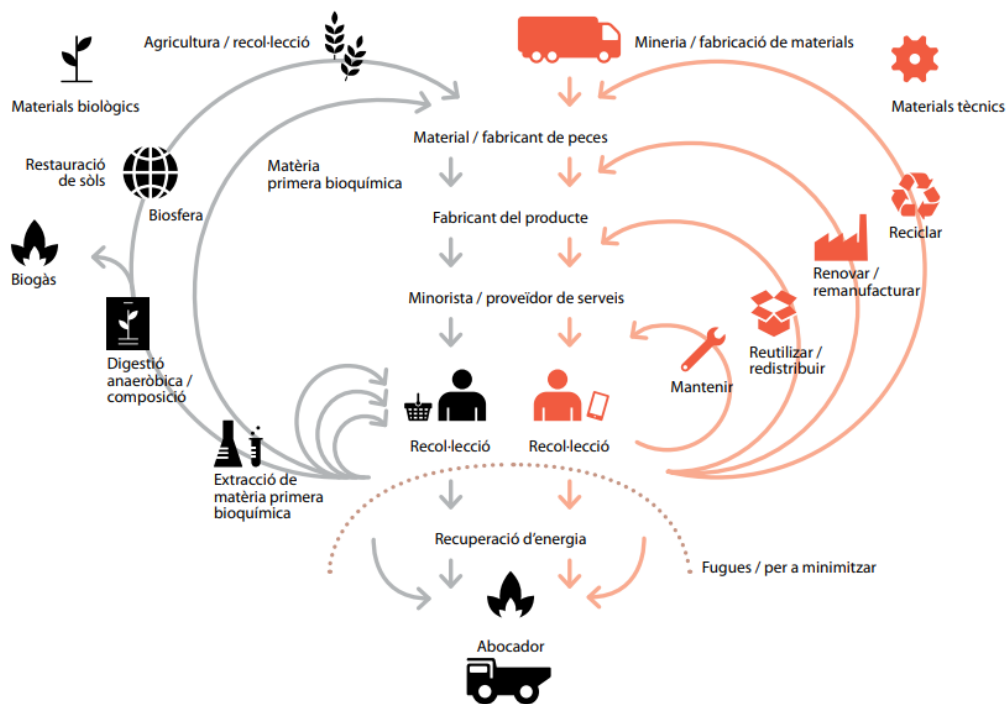 Agricultura / recol·lecció
Mineria / fabricació de materials
Materials biològics
Materials tècnics
Material / fabricant de peces
Restauració
de sòls
Matèria
primera bioquímica
Biosfera
Fabricant del producte
Reciclar
Biogàs
Renovar /
remanufacturar
Minorista / proveïdor de serveis
Reutilizar /
redistribuir
Digestió
anaeròbica /
composició
Mantenir
Recol·lecció
Recol·lecció
Extracció de
matèria primera
bioquímica
Recuperació d'energia
Fugues / per a minimitzar
Abocador